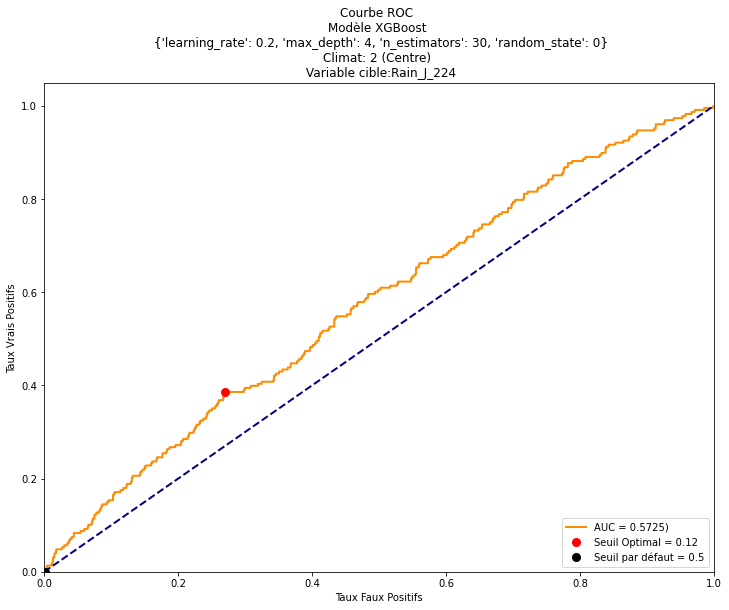 Courbe ROC
Modèle XGBoost
{'learning_rate': 0.2, 'max_depth': 4, 'n_estimators': 30, 'random_state': 0}
Climat: 2 (Centre)
Variable cible:Rain_J_224
1.0
0.8
0.6
0.4
0.2
0.0
Taux Vrais Positifs
AUC = 0.5725)
Seuil Optimal = 0.12
Seuil par défaut = 0.5
0.0 0.2 0.4 0.6 0.8 1.0
Taux Faux Positifs